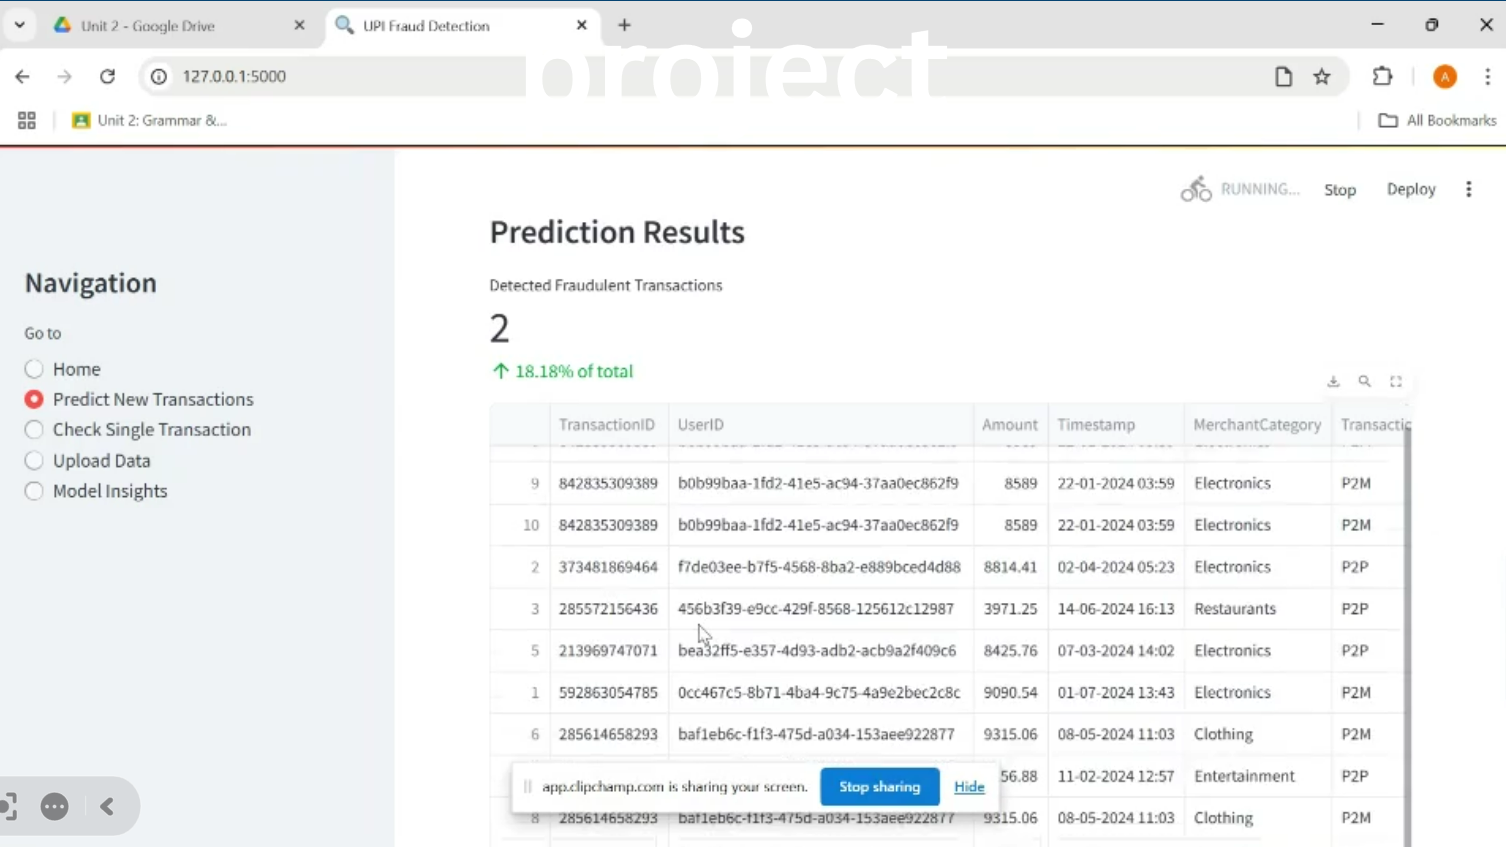 Unit 2 - Google Drive
UPI Fraud Detection
project
127.0.0.1:5000
A
Unit 2: Grammar &...
All Bookmarks
RUNNING...
Stop
Deploy
Prediction Results
Navigation
Detected Fraudulent Transactions
Go to
2
Home
18.18% of total
Predict New Transactions
Check Single Transaction
Upload Data
Model Insights
TransactionID UserID Amount Timestamp MerchantCategory Transactic
9 842835309389 b0b99baa-1fd2-41e5-ac94-37aa0ec862f9 8589 22-01-2024 03:59 Electronics P2M
10 842835309389 b0b99baa-1fd2-41e5-ac94-37aa0ec862f9 8589 22-01-2024 03:59 Electronics P2M
2 373481869464 f7de03ee-b7f5-4568-8ba2-e889bced4d88 8814.41 02-04-2024 05:23 Electronics P2P
3 285572156436 456b3f39-e9cc-429f-8568-125612c12987 3971.25 14-06-2024 16:13 Restaurants P2P
5 213969747071 bea32ff5-e357-4d93-adb2-acb9a2f409c6 8425.76 07-03-2024 14:02 Electronics P2P
1 592863054785 0cc467c5-8b71-4ba4-9c75-4a9e2bec2c8c 9090.54 01-07-2024 13:43 Electronics P2M
6 285614658293 baf1eb6c-f1f3-475d-a034-153aee922877 9315.06 08-05-2024 11:03 Clothing P2M
56.88 11-02-2024 12:57 Entertainment P2P
app.clipchamp.com is sharing your screen. Stop sharing Hide
8 285614658293 baf1eb6c-f1f3-475d-a034-153aee922877 9315.06 08-05-2024 11:03 Clothing P2M